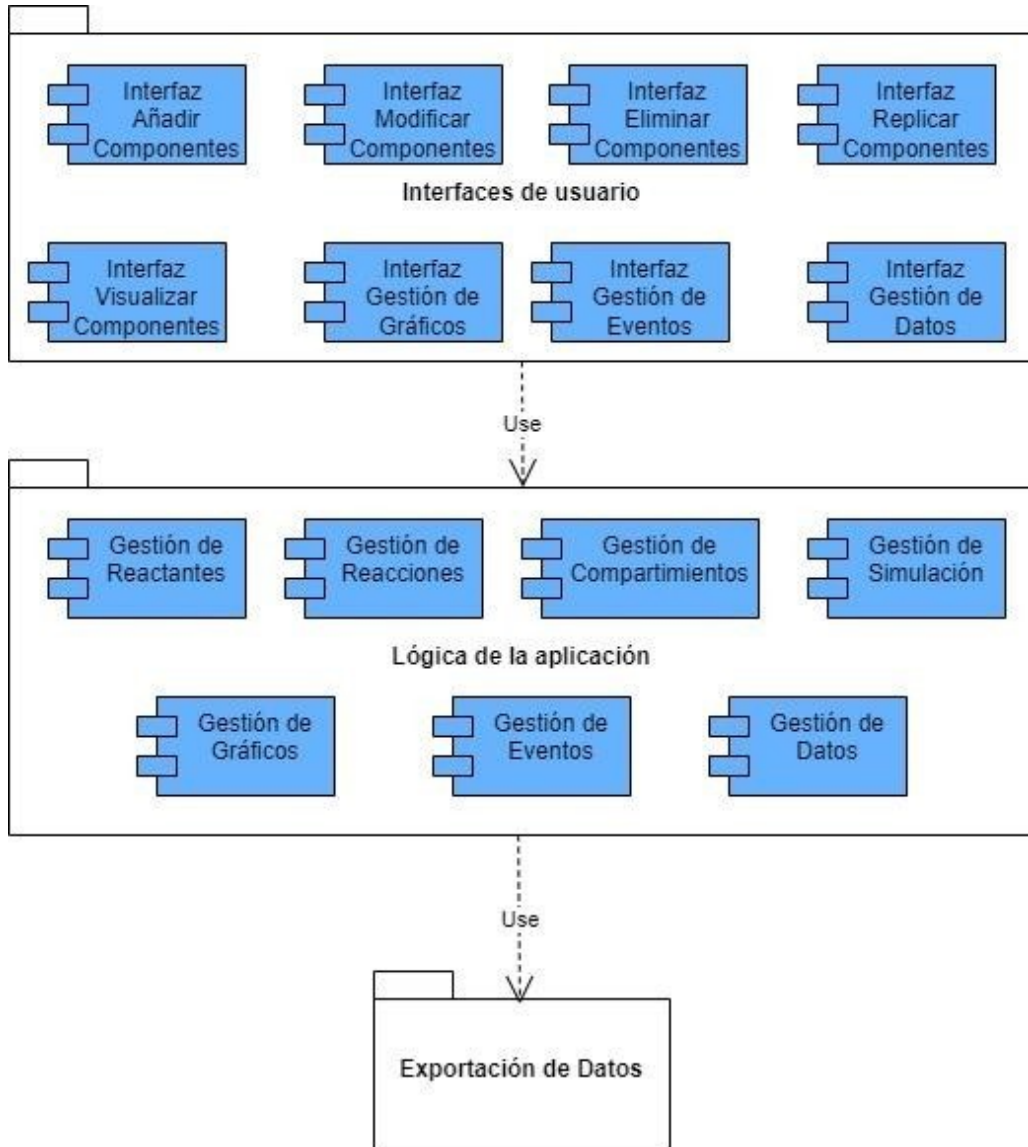 Interfaz
Añadir
Componentes
Interfaz
Modificar
Componentes
Interfaz
Eliminar
Componentes
Interfaz
Replicar
Componentes
Interfaces de usuario
Interfaz
Visualizar
Componentes
Interfaz
Gestión de
Gráficos
Interfaz
Gestión de
Eventos
Interfaz
Gestión de
Datos
Use
Gestión de
Reactantes
Gestión de
Reacciones
Gestión de
Compartimientos
Gestión de
Simulación
Lógica de la aplicación
Gestión de
Gráficos
Gestión de
Eventos
Gestión de
Datos
Use
Exportación de Datos